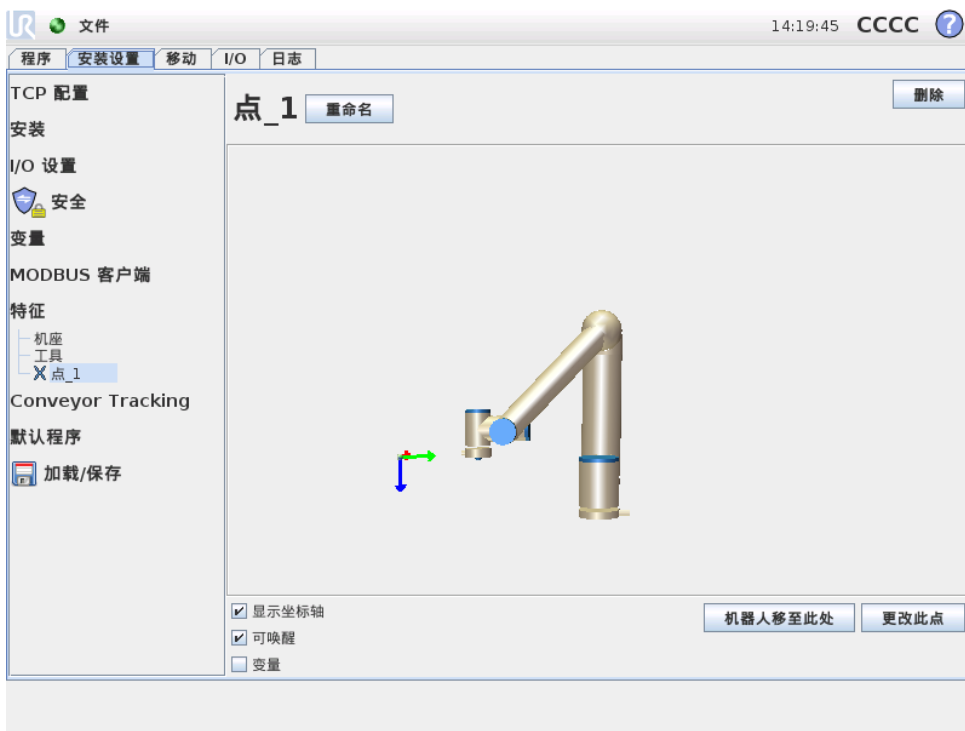 UR 文件 14:19:45 CCCC ?
程序 安装设置 移动 I/O 日志
TCP 配置
安装
I/O 设置
安全
变量
MODBUS 客户端
特征
机座
工具
点_1
Conveyor Tracking
默认程序
加载/保存
点_1 重命名 删除
显示坐标轴
可唤醒
变量
机器人移至此处 更改此点